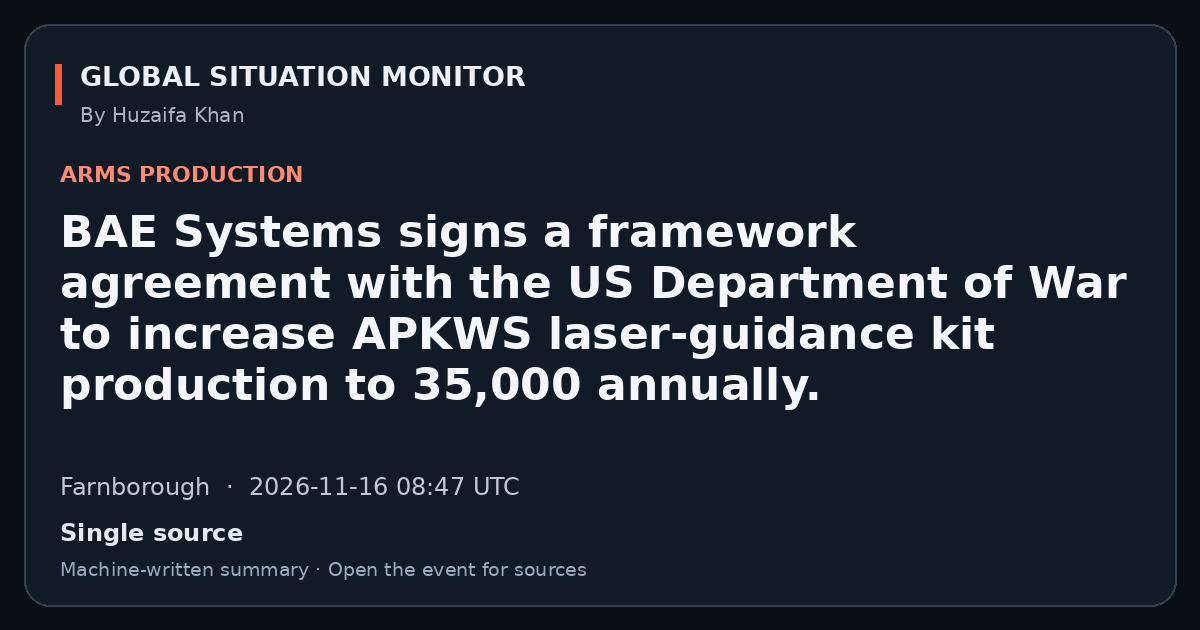 GLOBAL SITUATION MONITOR
By Huzaifa Khan
ARMS PRODUCTION
BAE Systems signs a framework
agreement with the US Department of War
to increase APKWS laser-guidance kit
production to 35,000 annually.
Farnborough · 2026-11-16 08:47 UTC
Single source
Machine-written summary · Open the event for sources